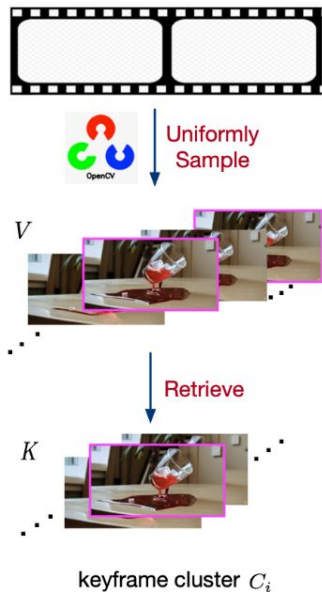 OpenCV
Uniformly
Sample
V
Retrieve
K
keyframe cluster C_i